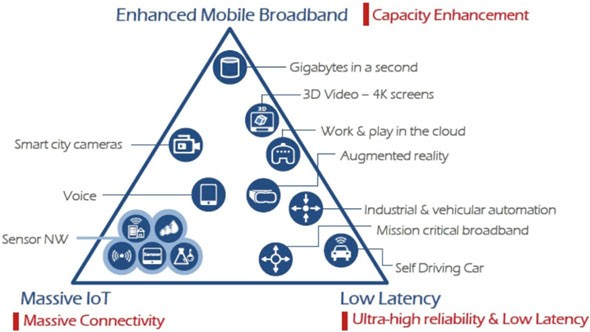 Enhanced Mobile Broadband
Capacity Enhancement
Gigabytes in a second
3D
3D Video – 4K screens
Smart city cameras
Work & play in the cloud
Augmented reality
Voice
Industrial & vehicular automation
Sensor NW
Mission critical broadband
Self Driving Car
Massive IoT
Low Latency
Massive Connectivity
Ultra-high reliability & Low Latency